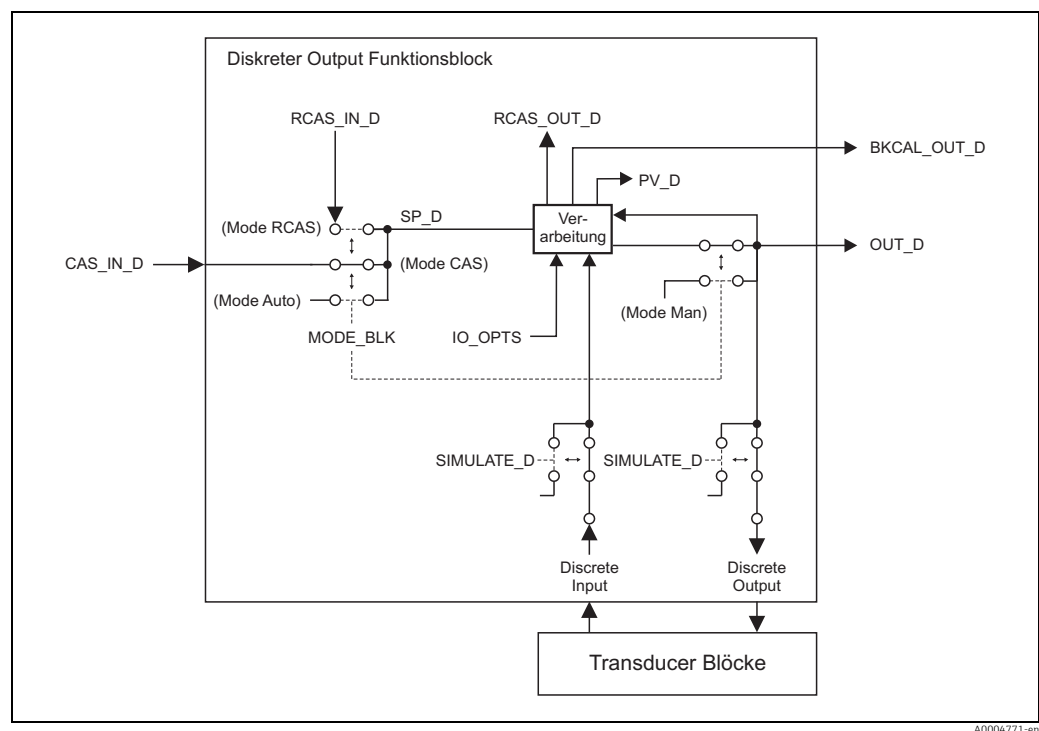 Diskreter Output Funktionsblock
RCAS_IN_D
RCAS_OUT_D
BKCAL_OUT_D
PV_D
(Mode RCAS)
SP_D
Ver-
arbeitung
CAS_IN_D
(Mode CAS)
OUT_D
(Mode Auto)
(Mode Man)
MODE_BLK
IO_OPTS
SIMULATE_D
SIMULATE_D
Discrete
Input
Discrete
Output
Transducer Blöcke
A0004771-en